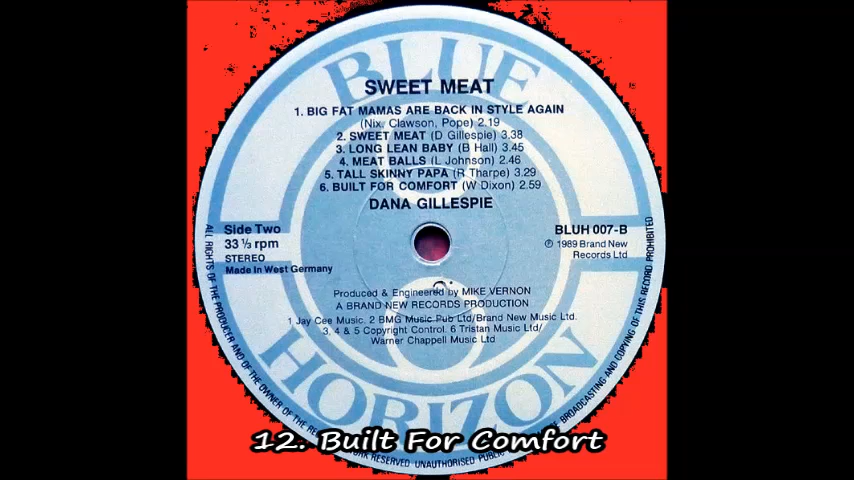 BLUE
SWEET MEAT
1. BIG FAT MAMAS ARE BACK IN STYLE AGAIN
(Nix, Clawson, Pope) 2.19
2. SWEET MEAT (D Gillespie) 3.38
3. LONG LEAN BABY (B Hall) 3.45
4. MEAT BALLS (L Johnson) 2.46
5. TALL SKINNY PAPA (R Tharpe) 3.29
6. BUILT FOR COMFORT (W Dixon) 2.59
DANA GILLESPIE
Side Two
33 ⅓ rpm
STEREO
Made In West Germany
BLUH 007-B
℗ 1989 Brand New
Records Ltd
Produced & Engineered by MIKE VERNON
A BRAND NEW RECORDS PRODUCTION
1 Jay Cee Music. 2 BMG Music Pub Ltd/Brand New Music Ltd.
3, 4 & 5 Copyright Control. 6 Tristan Music Ltd/
Warner Chappell Music Ltd
HORIZON
ALL RIGHTS OF THE PRODUCER AND OF THE OWNER OF THE RECORDED WORK RESERVED UNAUTHORISED PUBLIC BROADCASTING AND COPYING OF THIS RECORD PROHIBITED
12. Built For Comfort